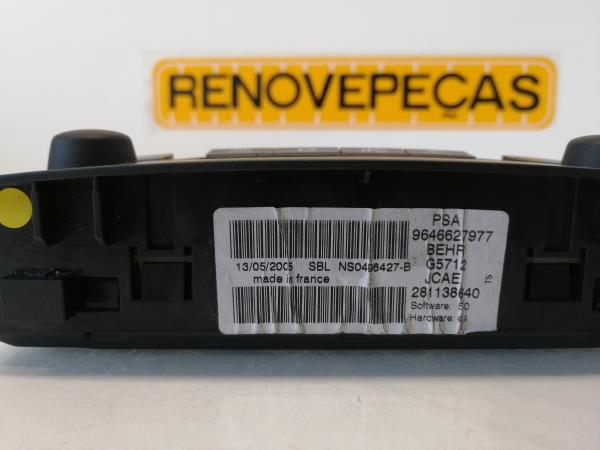 RENOVEPECAS
PSA
9646627977
BEHR
G5712
JCAE
281138640
Software: 50
Hardware: 44
T5
13/05/2005 SBL NS0496427-B
made in france